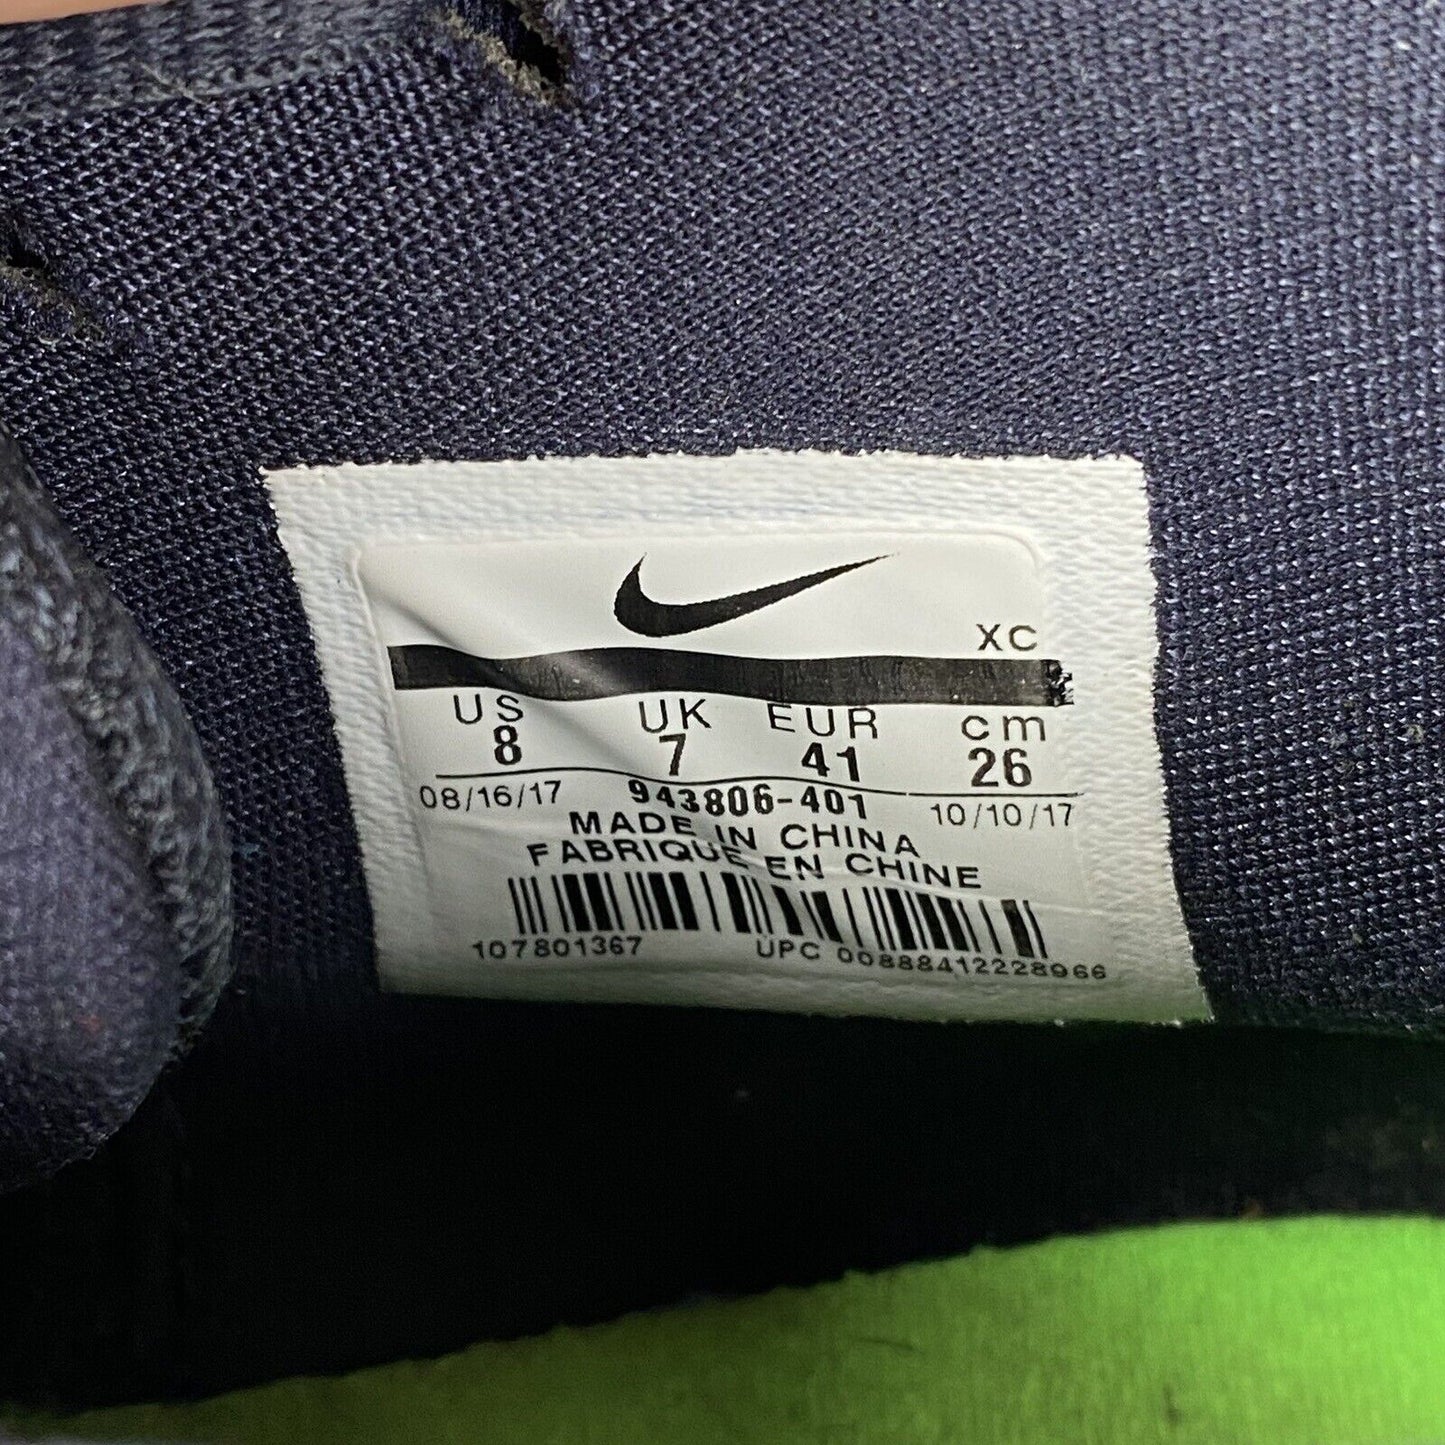 XC
US UK EUR cm
8 7 41 26
08/16/17 943806-401 10/10/17
MADE IN CHINA
FABRIQUE EN CHINE
107801367 UPC 00888412228966